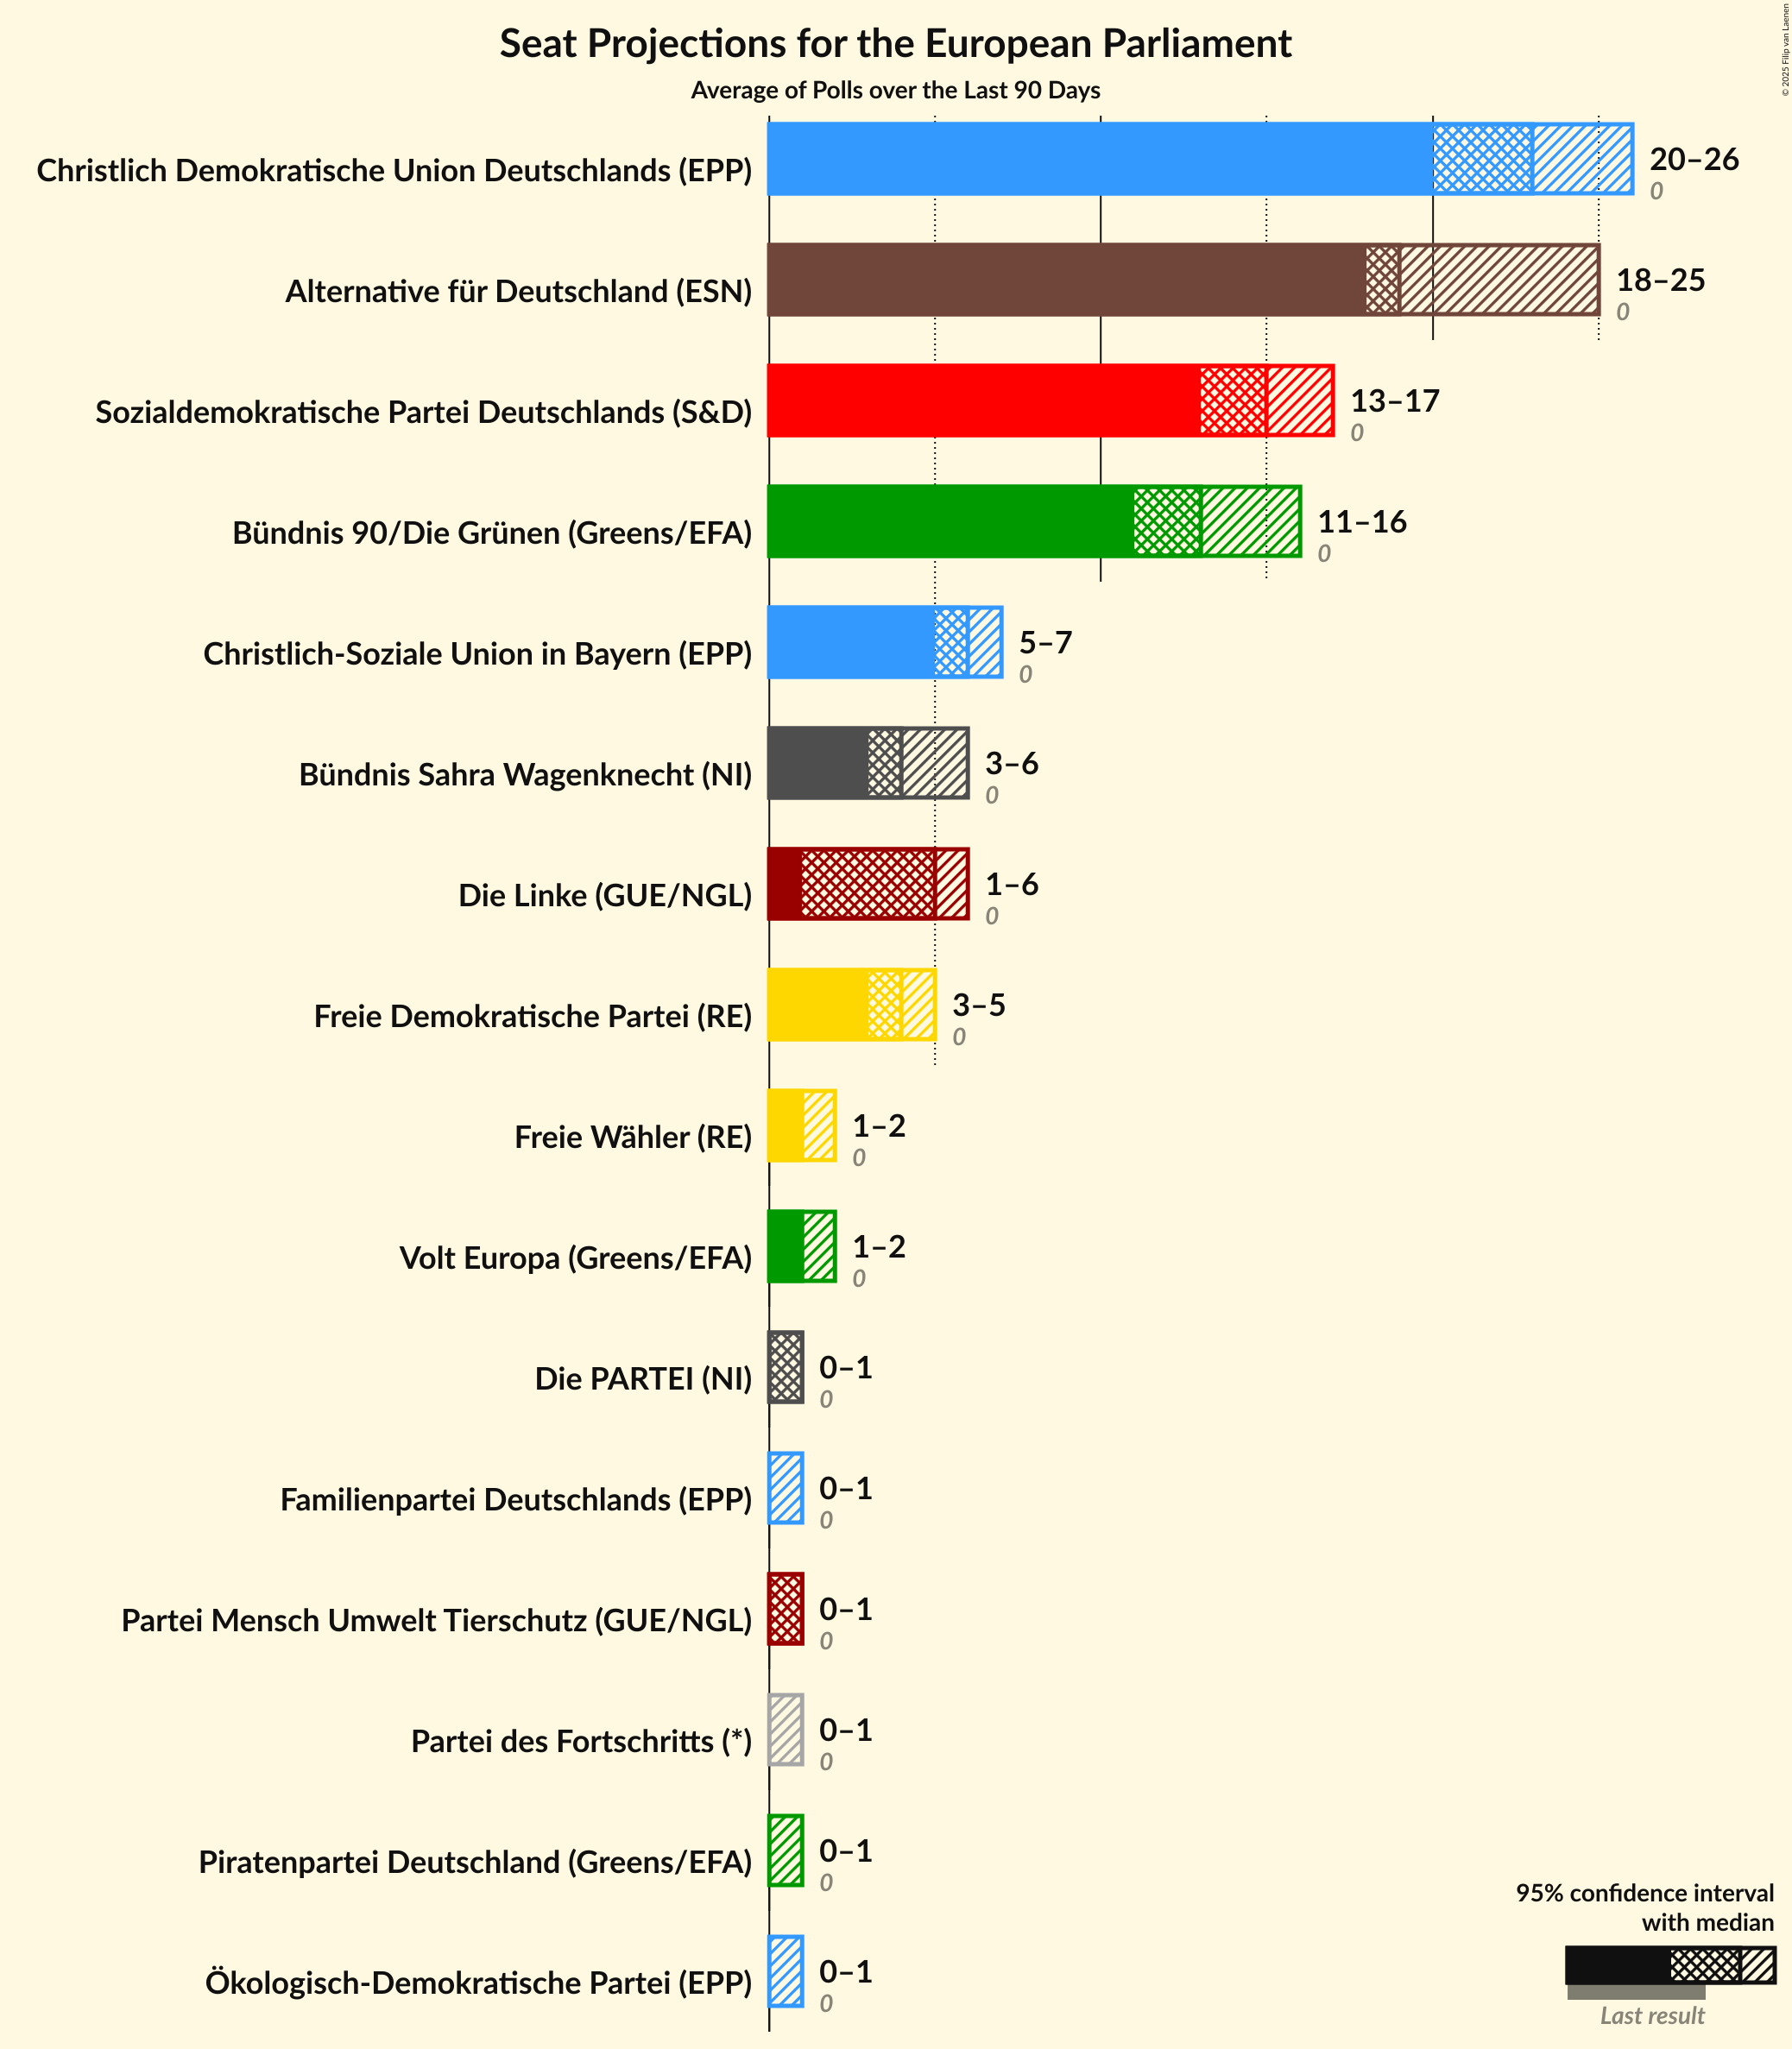 Seat Projections for the European Parliament
Average of Polls over the Last 90 Days
© 2025 Filip van Laenen
Christlich Demokratische Union Deutschlands (EPP)
20–26
0
Alternative für Deutschland (ESN)
18–25
0
Sozialdemokratische Partei Deutschlands (S&D)
13–17
0
Bündnis 90/Die Grünen (Greens/EFA)
11–16
0
Christlich-Soziale Union in Bayern (EPP)
5–7
0
Bündnis Sahra Wagenknecht (NI)
3–6
0
Die Linke (GUE/NGL)
1–6
0
Freie Demokratische Partei (RE)
3–5
0
Freie Wähler (RE)
1–2
0
Volt Europa (Greens/EFA)
1–2
0
Die PARTEI (NI)
0–1
0
Familienpartei Deutschlands (EPP)
0–1
0
Partei Mensch Umwelt Tierschutz (GUE/NGL)
0–1
0
Partei des Fortschritts (*)
0–1
0
Piratenpartei Deutschland (Greens/EFA)
0–1
0
Ökologisch-Demokratische Partei (EPP)
0–1
0
95% confidence interval
with median
Last result